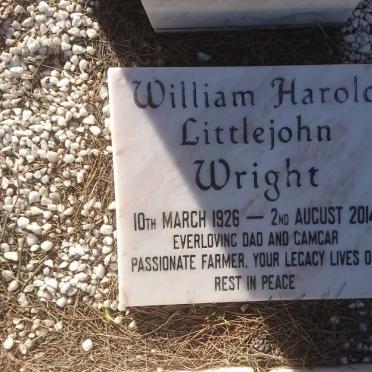 William Harold
Littlejohn
Wright
10TH MARCH 1926 — 2ND AUGUST 2014
EVERLOVING DAD AND CAMCAR
PASSIONATE FARMER, YOUR LEGACY LIVES ON
REST IN PEACE